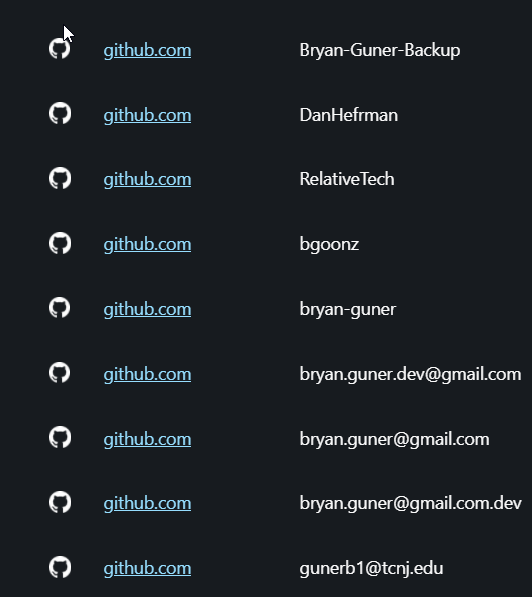 github.com Bryan-Guner-Backup
github.com DanHefrman
github.com RelativeTech
github.com bgoonz
github.com bryan-guner
github.com bryan.guner.dev@gmail.com
github.com bryan.guner@gmail.com
github.com bryan.guner@gmail.com.dev
github.com gunerb1@tcnj.edu